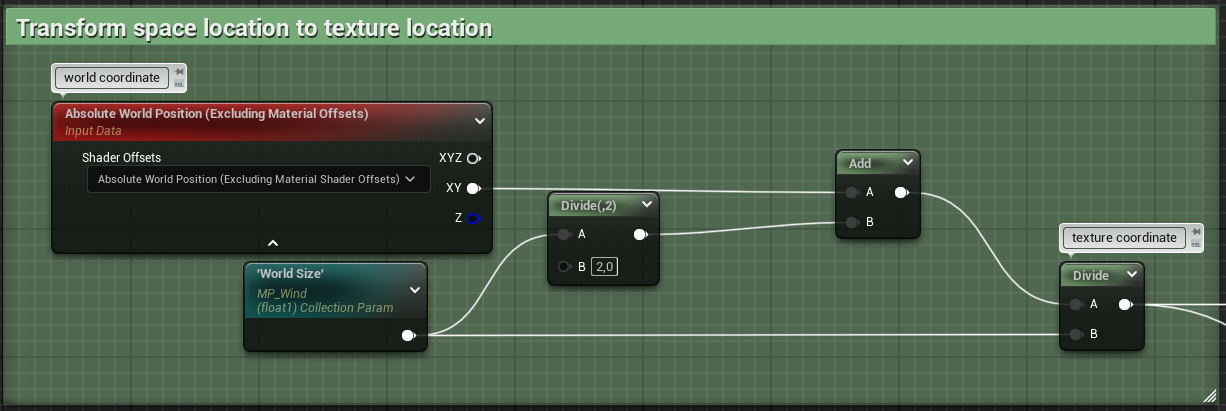 Transform space location to texture location
world coordinate
Absolute World Position (Excluding Material Offsets)
Input Data
Shader Offsets
Absolute World Position (Excluding Material Shader Offsets)
XYZ
XY
Z
Add
A
B
Divide(,2)
A
B 2,0
'World Size'
MP_Wind
(float1) Collection Param
texture coordinate
Divide
A
B